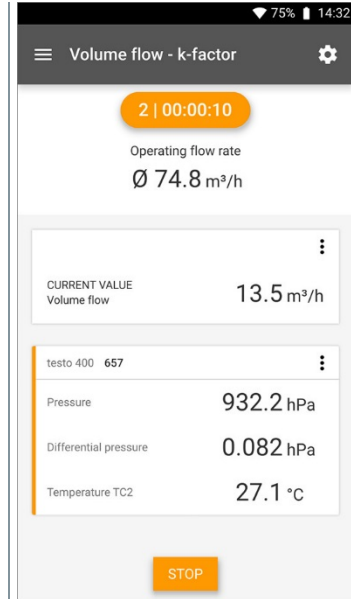 75% 14:32
Volume flow - k-factor
2 | 00:00:10
Operating flow rate
Ø 74.8 m³/h
CURRENT VALUE
Volume flow
13.5 m³/h
testo 400 657
Pressure 932.2 hPa
Differential pressure 0.082 hPa
Temperature TC2 27.1 °C
STOP